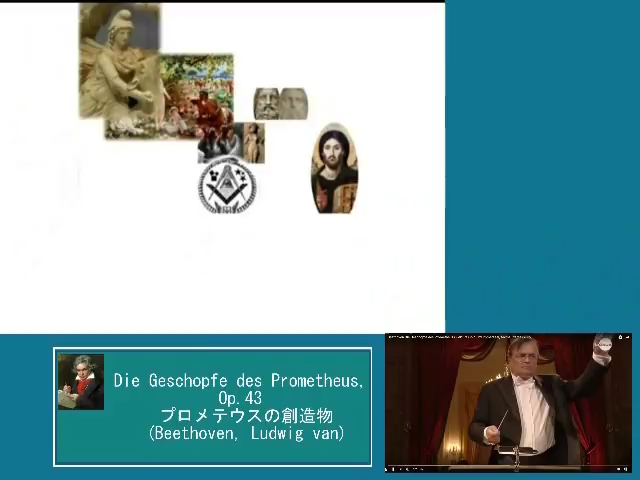 Die Geschopfe des Prometheus,
Op.43
プロメテウスの創造物
(Beethoven, Ludwig van)